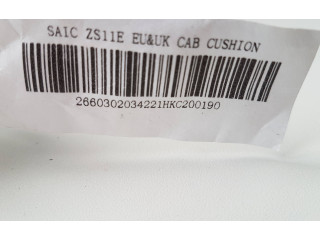 SAIC ZS11E EU&UK CAB CUSHION
2660302034221HKC200190